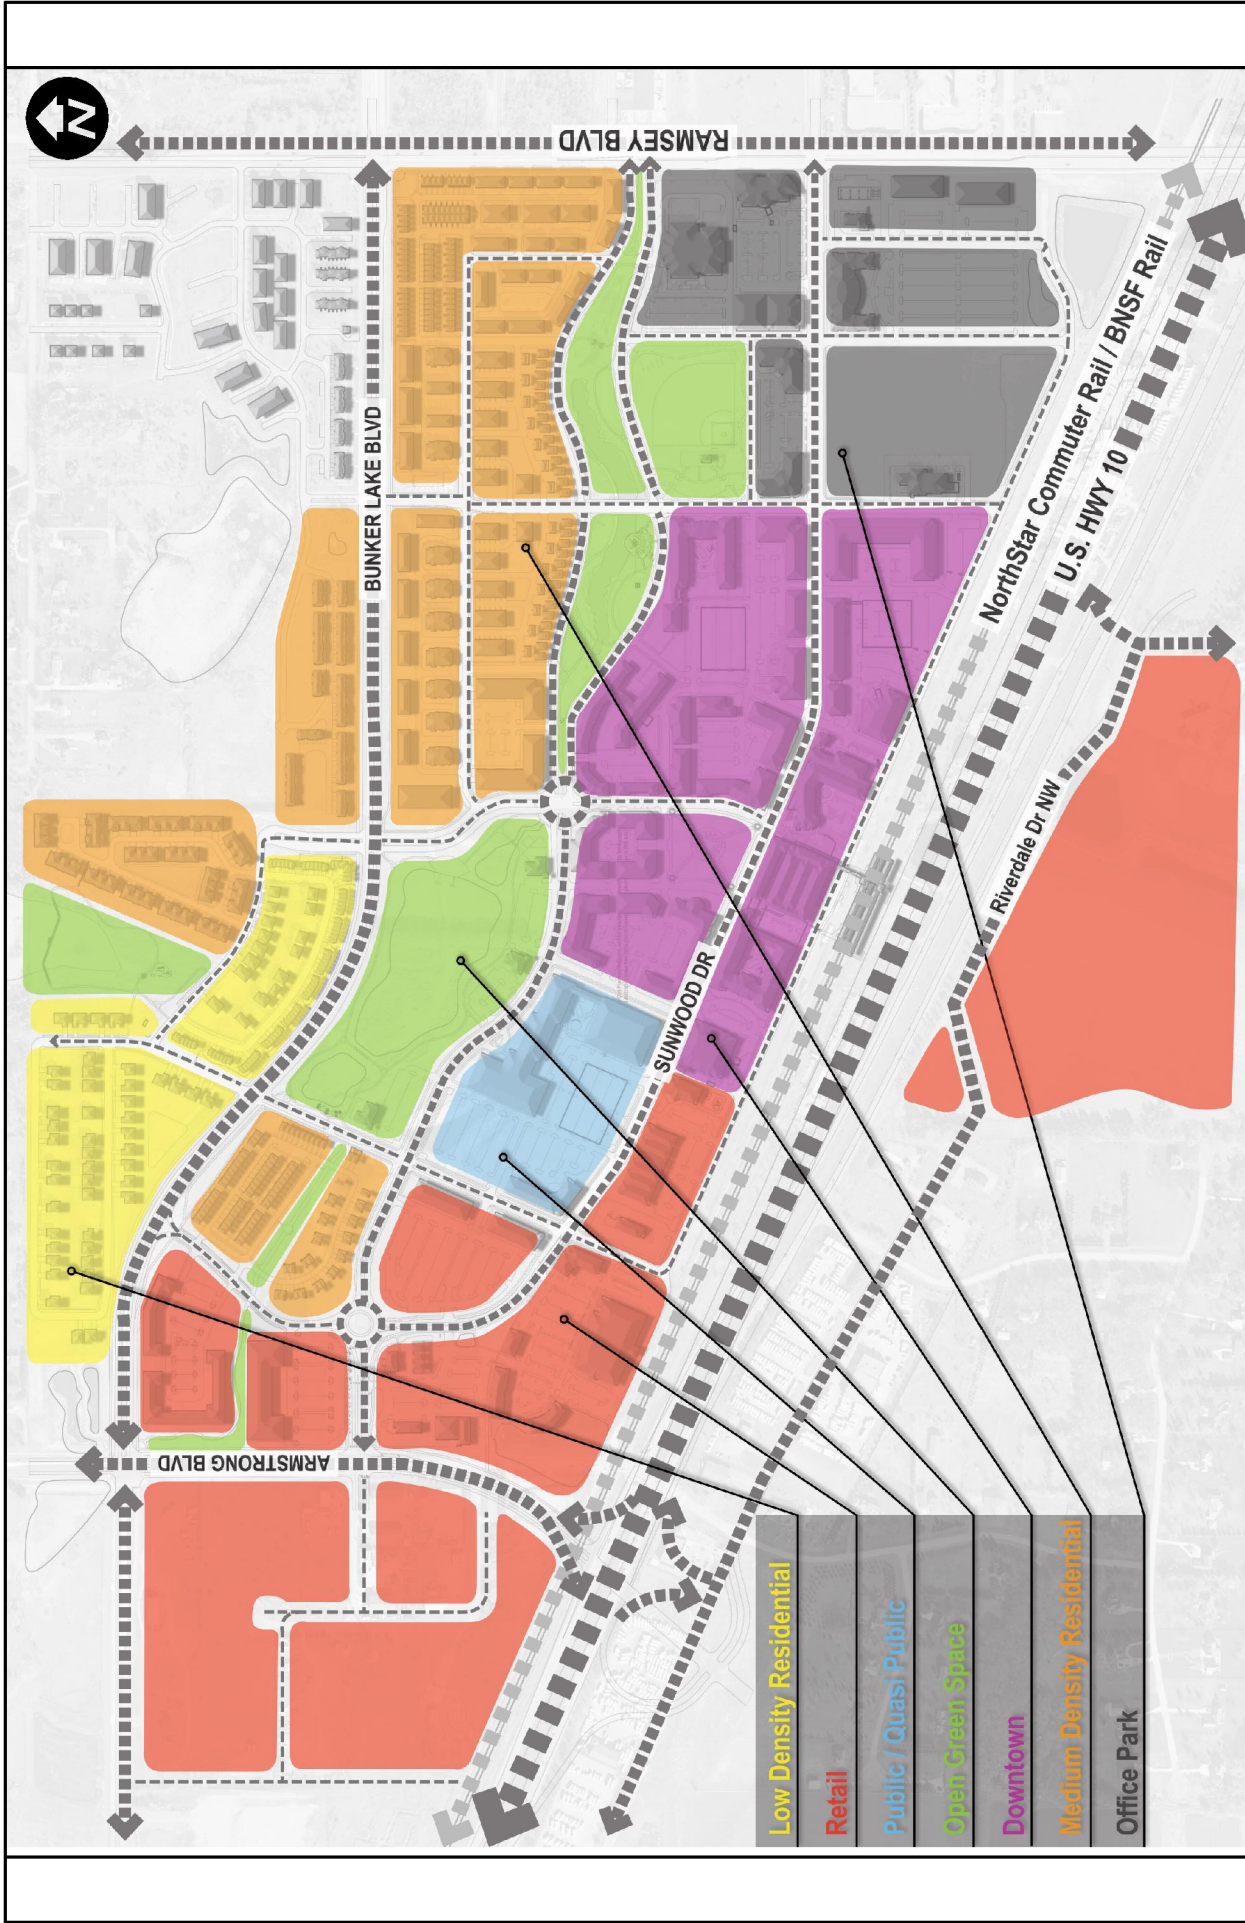 N
RAMSEY BLVD
BUNKER LAKE BLVD
NorthStar Commuter Rail / BNSF Rail
U.S. HWY 10
Riverdale Dr NW
SUNWOOD DR
ARMSTRONG BLVD
Low Density Residential
Retail
Public / Quasi Public
Open Green Space
Downtown
Medium Density Residential
Office Park